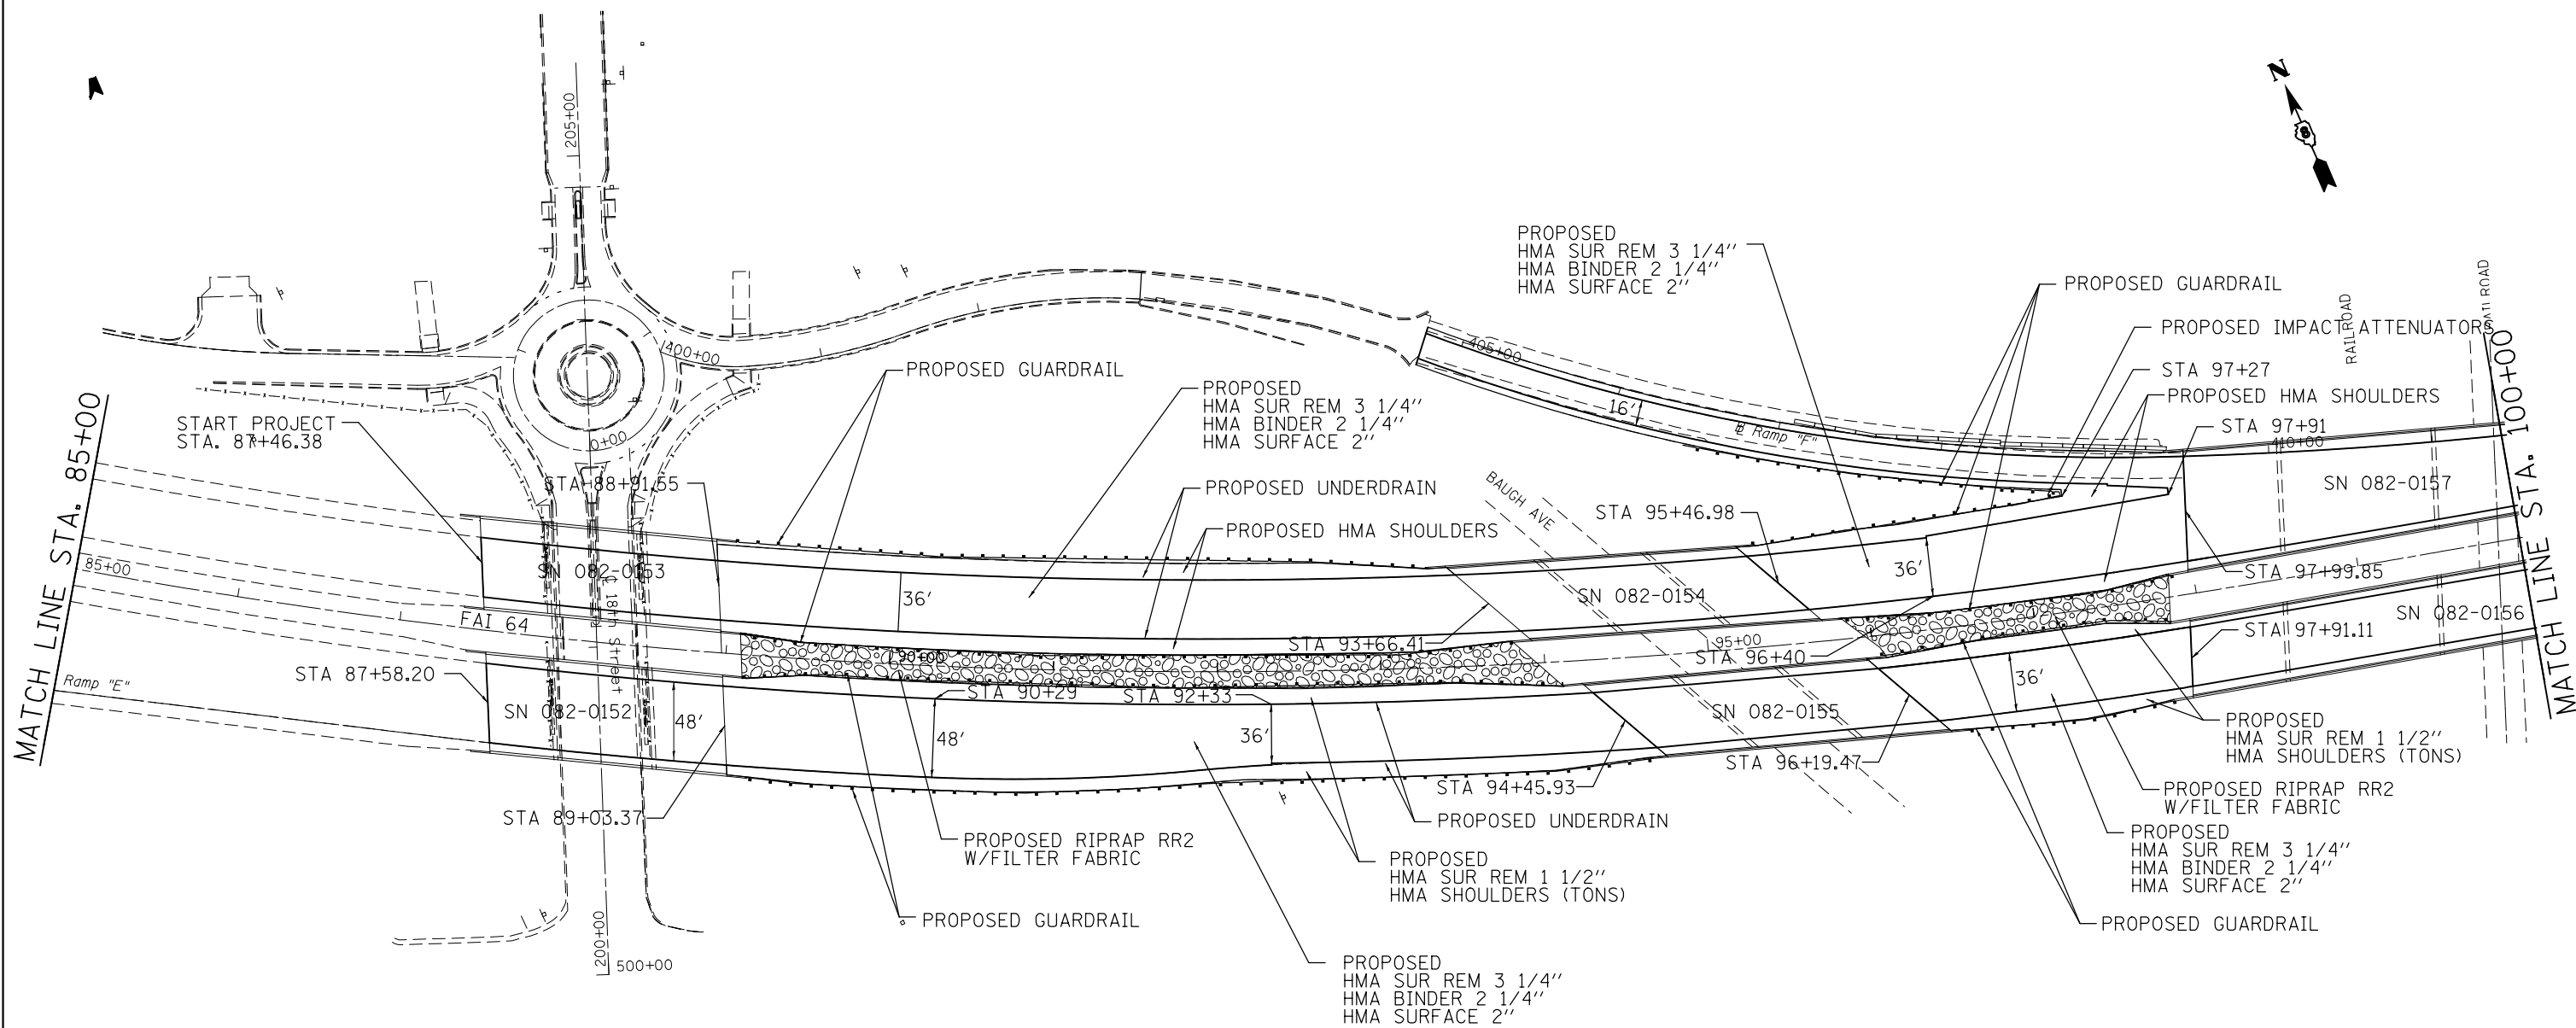 205+00
N
8
PROPOSED
HMA SUR REM 3 1/4"
HMA BINDER 2 1/4"
HMA SURFACE 2"
PROPOSED GUARDRAIL
PROPOSED IMPACT ATTENUATORS
RAILROAD
STA 97+27
PROPOSED HMA SHOULDERS
STA 97+91
410+00
400+00
405+00
16'
℄ Ramp "F"
PROPOSED GUARDRAIL
PROPOSED
HMA SUR REM 3 1/4"
HMA BINDER 2 1/4"
HMA SURFACE 2"
START PROJECT
STA. 87+46.38
0+00
MATCH LINE STA. 85+00
MATCH LINE STA. 100+00
STA 88+91.55
PROPOSED UNDERDRAIN
PROPOSED HMA SHOULDERS
BAUGH AVE
STA 95+46.98
SN 082-0157
85+00
SN 082-0153
36'
SN 082-0154
36'
STA 97+99.85
FAI 64
℄ 18th Street
SN 082-0156
STA 93+66.41
95+00
STA 96+40
STA 97+91.11
90+00
Ramp "E"
STA 87+58.20
STA 90+29
STA 92+33
36'
SN 082-0152
48'
48'
36'
SN 082-0155
PROPOSED
HMA SUR REM 1 1/2"
HMA SHOULDERS (TONS)
STA 96+19.47
STA 94+45.93
PROPOSED RIPRAP RR2
W/FILTER FABRIC
STA 89+03.37
PROPOSED UNDERDRAIN
PROPOSED RIPRAP RR2
W/FILTER FABRIC
PROPOSED
HMA SUR REM 3 1/4"
HMA BINDER 2 1/4"
HMA SURFACE 2"
PROPOSED
HMA SUR REM 1 1/2"
HMA SHOULDERS (TONS)
PROPOSED GUARDRAIL
PROPOSED GUARDRAIL
200+00
500+00
PROPOSED
HMA SUR REM 3 1/4"
HMA BINDER 2 1/4"
HMA SURFACE 2"